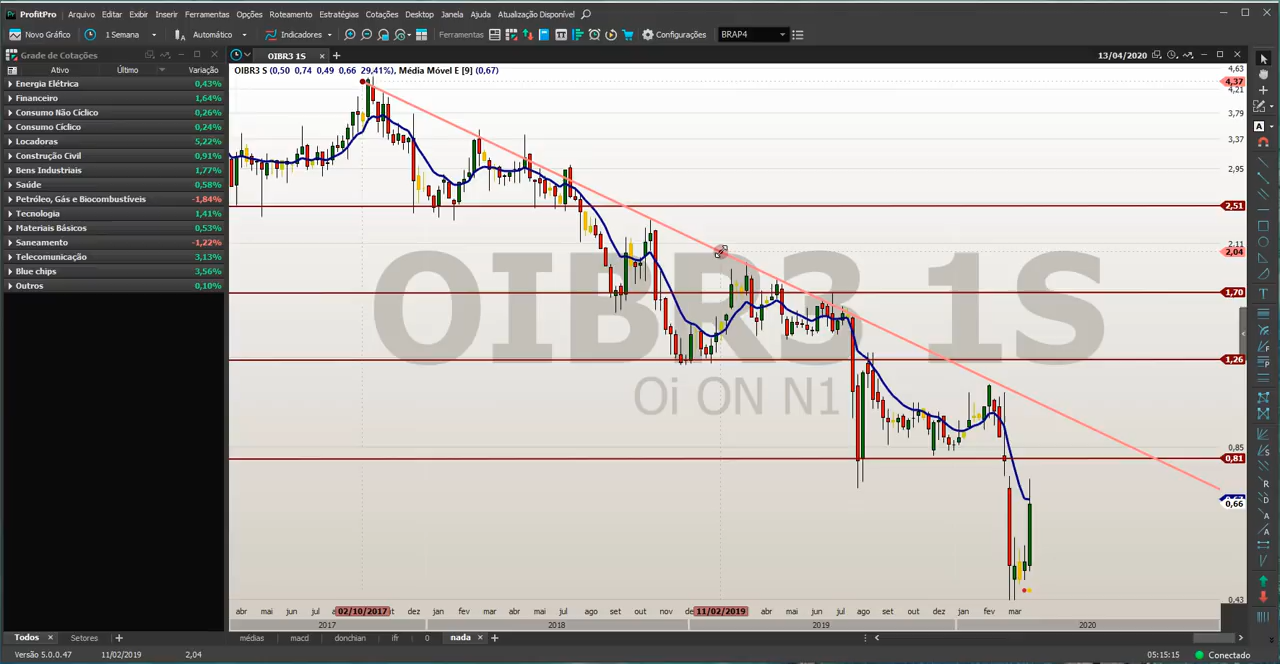 ProfitPro Arquivo Editar Exibir Inserir Ferramentas Opções Roteamento Estratégias Cotações Desktop Janela Ajuda Atualização Disponível
Novo Gráfico 1 Semana Automático Indicadores Ferramentas Configurações BRAP4
Grade de Cotações
OIBR3 1S
13/04/2020
Ativo Último Variação
Energia Elétrica 0,43%
Financeiro 1,64%
Consumo Não Cíclico 0,26%
Consumo Cíclico 0,24%
Locadoras 5,22%
Construção Civil 0,91%
Bens Industriais 1,77%
Saúde 0,58%
Petróleo, Gás e Biocombustíveis -1,84%
Tecnologia 1,41%
Materiais Básicos 0,53%
Saneamento -1,22%
Telecomunicação 3,13%
Blue chips 3,56%
Outros 0,10%
OIBR3 S (0,50 0,74 0,49 0,66 29,41%), Média Móvel E [9] (0,67)
OIBR3 1S
Oi ON N1
4,63
4,37
4,21
3,79
3,37
2,95
2,51
2,11
2,04
1,70
1,26
0,85
0,81
0,66
0,43
abr mai jun jul 02/10/2017 dez jan fev mar abr mai jun jul ago set out nov 11/02/2019 abr mai jun jul ago set out dez jan fev mar
2017 2018 2019 2020
Todos Setores
médias macd donchian ifr 0 nada
Versão 5.0.0.47 11/02/2019 2,04 05:15:15 Conectado